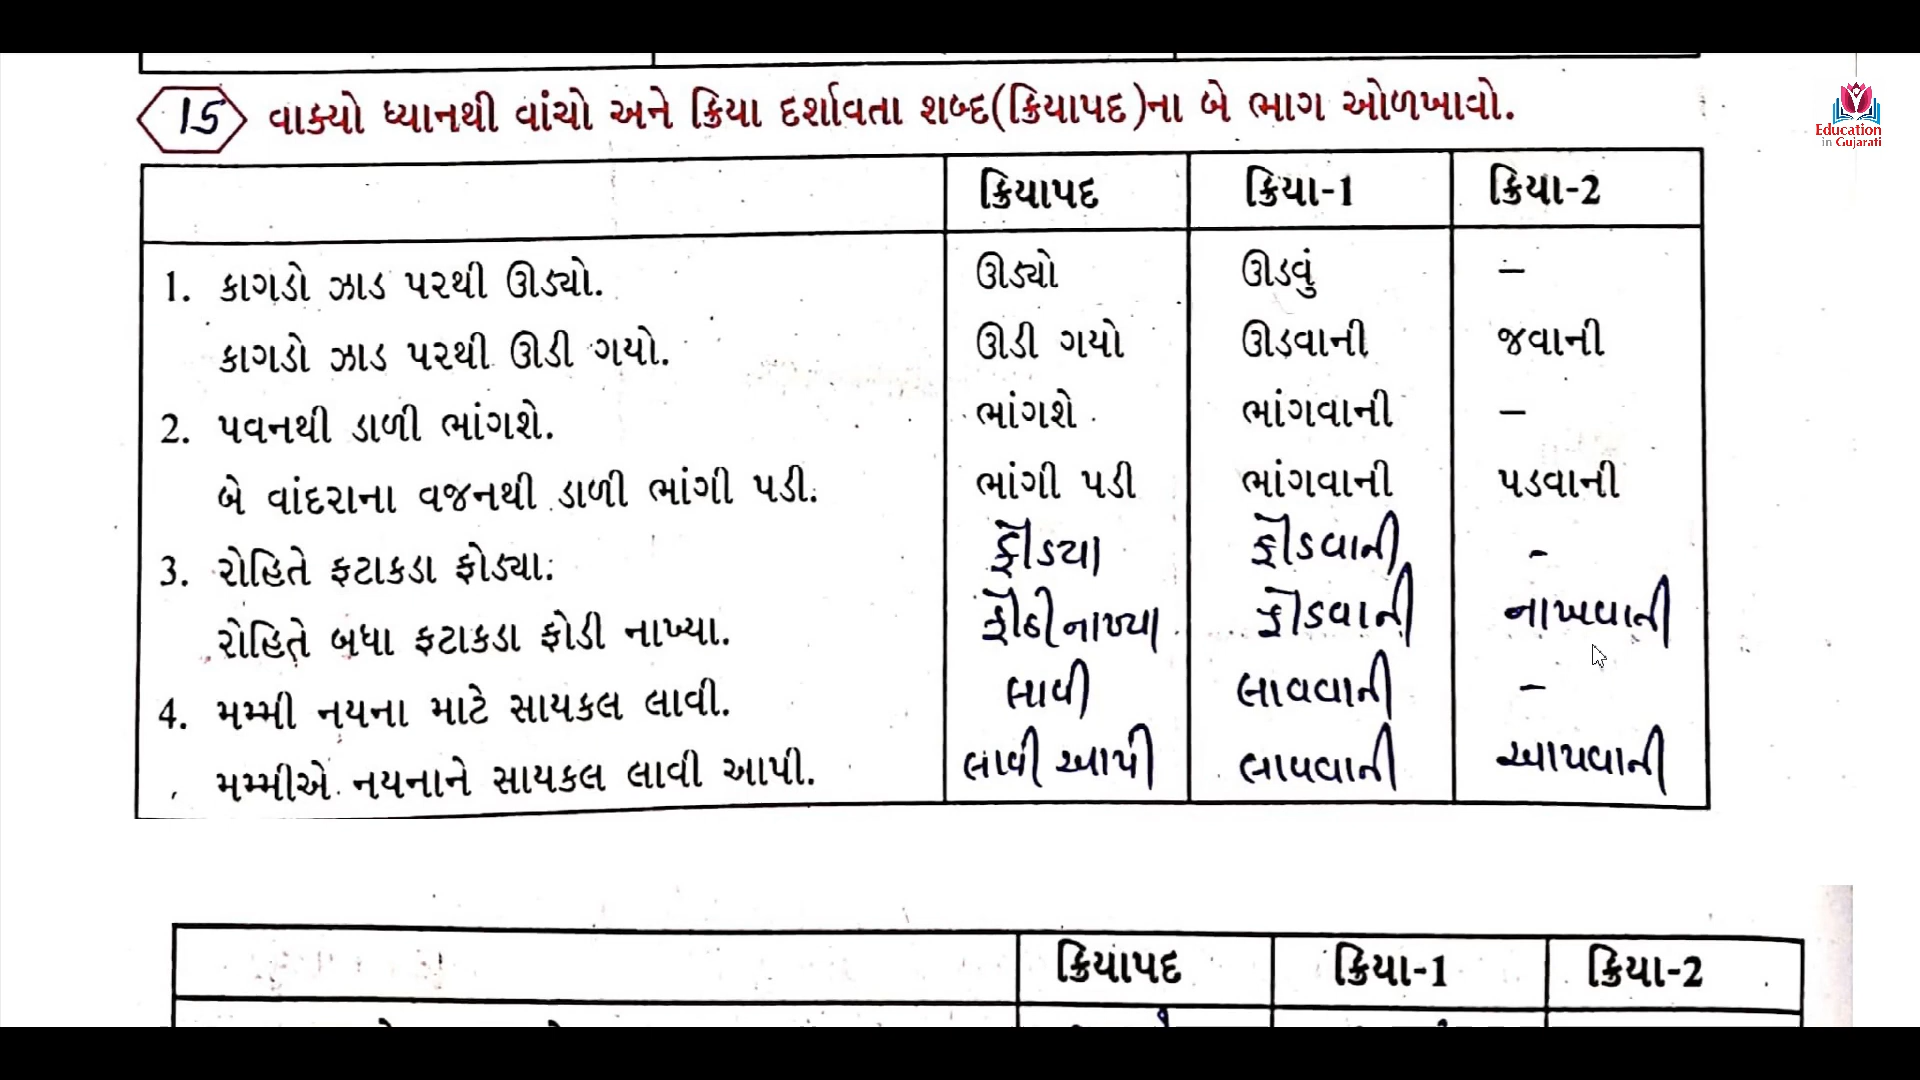 15 વાક્યો ધ્યાનથી વાંચો અને ક્રિયા દર્શાવતા શબ્દ(ક્રિયાપદ)ના બે ભાગ ઓળખાવો.
Education
in Gujarati
ક્રિયાપદ ક્રિયા-1 ક્રિયા-2
1. કાગડો ઝાડ પરથી ઊડ્યો. ઊડ્યો ઊડવું –
કાગડો ઝાડ પરથી ઊડી ગયો. ઊડી ગયો ઊડવાની જવાની
2. પવનથી ડાળી ભાંગશે. ભાંગશે ભાંગવાની –
બે વાંદરાના વજનથી ડાળી ભાંગી પડી. ભાંગી પડી ભાંગવાની પડવાની
3. રોહિતે ફટાકડા ફોડ્યા. ફોડયા ફોડવાની -
રોહિતે બધા ફટાકડા ફોડી નાખ્યા. ફોડી નાખ્યા ફોડવાની નાખવાની
4. મમ્મી નયના માટે સાયકલ લાવી. લાવી લાવવાની –
મમ્મીએ નયનાને સાયકલ લાવી આપી. લાવી આપી લાવવાની આપવાની
ક્રિયાપદ ક્રિયા-1 ક્રિયા-2